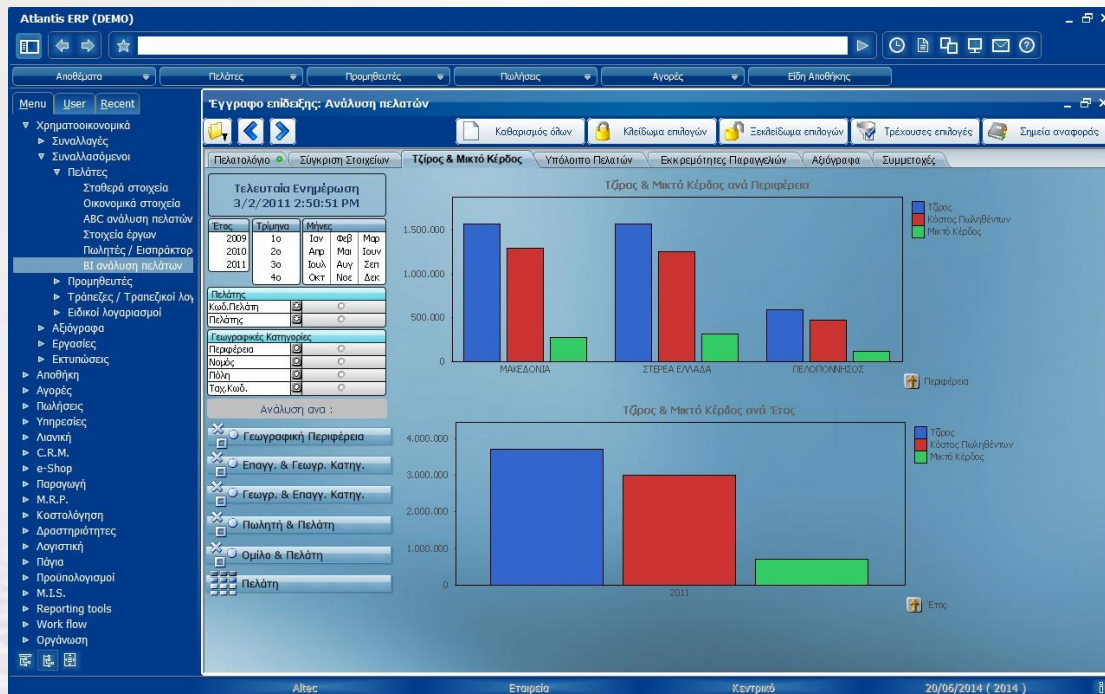 Atlantis ERP (DEMO)
Αποθέματα Πελάτες Προμηθευτές Πωλήσεις Αγορές Είδη Αποθήκης
Menu User Recent
Χρηματοοικονομικά
Συναλλαγές
Συναλλασόμενοι
Πελάτες
Σταθερά στοιχεία
Οικονομικά στοιχεία
ABC ανάλυση πελατών
Στοιχεία έργων
Πωλητές / Εισπράκτορ
BI ανάλυση πελάτων
Προμηθευτές
Τράπεζες / Τραπεζικοί λογ
Ειδικοί λογαριασμοί
Αξιόγραφα
Εργασίες
Εκτυπώσεις
Αποθήκη
Αγορές
Πωλήσεις
Υπηρεσίες
Λιανική
C.R.M.
e-Shop
Παραγωγή
M.R.P.
Κοστολόγηση
Δραστηριότητες
Λογιστική
Πάγια
Προϋπολογισμοί
M.I.S.
Reporting tools
Work flow
Οργάνωση
Έγγραφο επίδειξης: Ανάλυση πελατών
Καθαρισμός όλων Κλείδωμα επιλογών Ξεκλείδωμα επιλογών Τρέχουσες επιλογές Σημεία αναφοράς
Πελατολόγιο Σύγκριση Στοιχείων Τζίρος & Μικτό Κέρδος Υπόλοιπο Πελατών Εκκρεμότητες Παραγγελιών Αξιόγραφα Συμμετοχές
Τελευταία Ενημέρωση
3/2/2011 2:50:51 PM
Έτος Τρίμηνα Μήνες
2009 1ο Ιαν Φεβ Μαρ
2010 2ο Απρ Μαι Ιουν
2011 3ο Ιουλ Αυγ Σεπ
4ο Οκτ Νοε Δεκ
Πελάτης
Κωδ.Πελάτη
Πελάτης
Γεωγραφικές Κατηγορίες
Περιφέρεια
Νομός
Πόλη
Ταχ.Κωδ.
Ανάλυση ανα :
Γεωγραφική Περιφέρεια
Επαγγ. & Γεωγρ. Κατηγ.
Γεωγρ. & Επαγγ. Κατηγ.
Πωλητή & Πελάτη
Ομίλο & Πελάτη
Πελάτη
Τζίρος & Μικτό Κέρδος ανά Περιφέρεια
1.500.000
1.000.000
500.000
0
ΜΑΚΕΔΟΝΙΑ ΣΤΕΡΕΑ ΕΛΛΑΔΑ ΠΕΛΟΠΟΝΝΗΣΟΣ
Τζίρος
Κόστος Πωληθέντων
Μικτό Κέρδος
Περιφέρεια
Τζίρος & Μικτό Κέρδος ανά Έτος
4.000.000
3.000.000
2.000.000
1.000.000
0
2011
Τζίρος
Κόστος Πωληθέντων
Μικτό Κέρδος
Έτος
Altec Εταιρεία Κεντρικό 20/06/2014 ( 2014 )